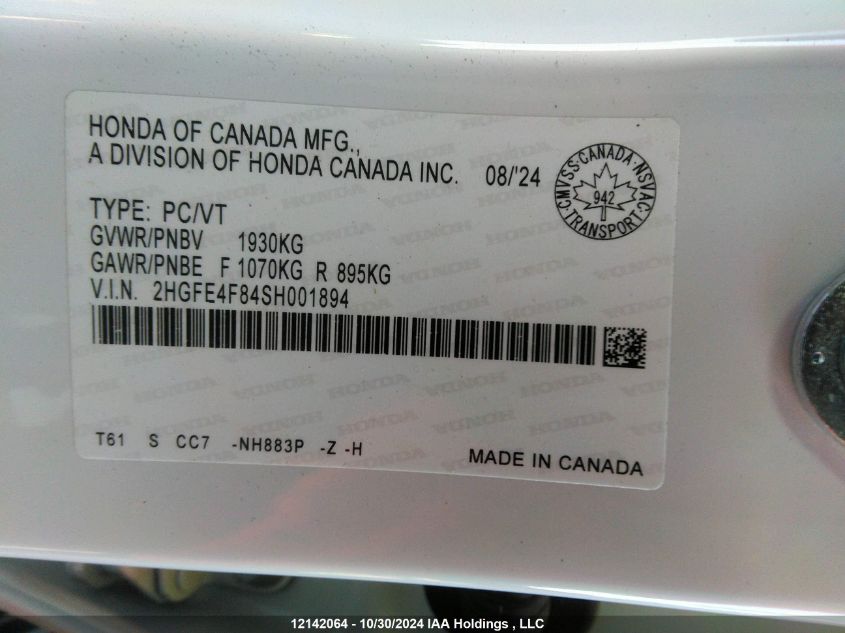 HONDA OF CANADA MFG.,
A DIVISION OF HONDA CANADA INC. 08/'24
CMVSS·CANADA·NSVAC·TRANSPORT·
942
TYPE: PC/VT
GVWR/PNBV 1930KG
GAWR/PNBE F 1070KG R 895KG
V.I.N. 2HGFE4F84SH001894
T61 S CC7 -NH883P -Z -H
MADE IN CANADA
12142064 - 10/30/2024 IAA Holdings , LLC